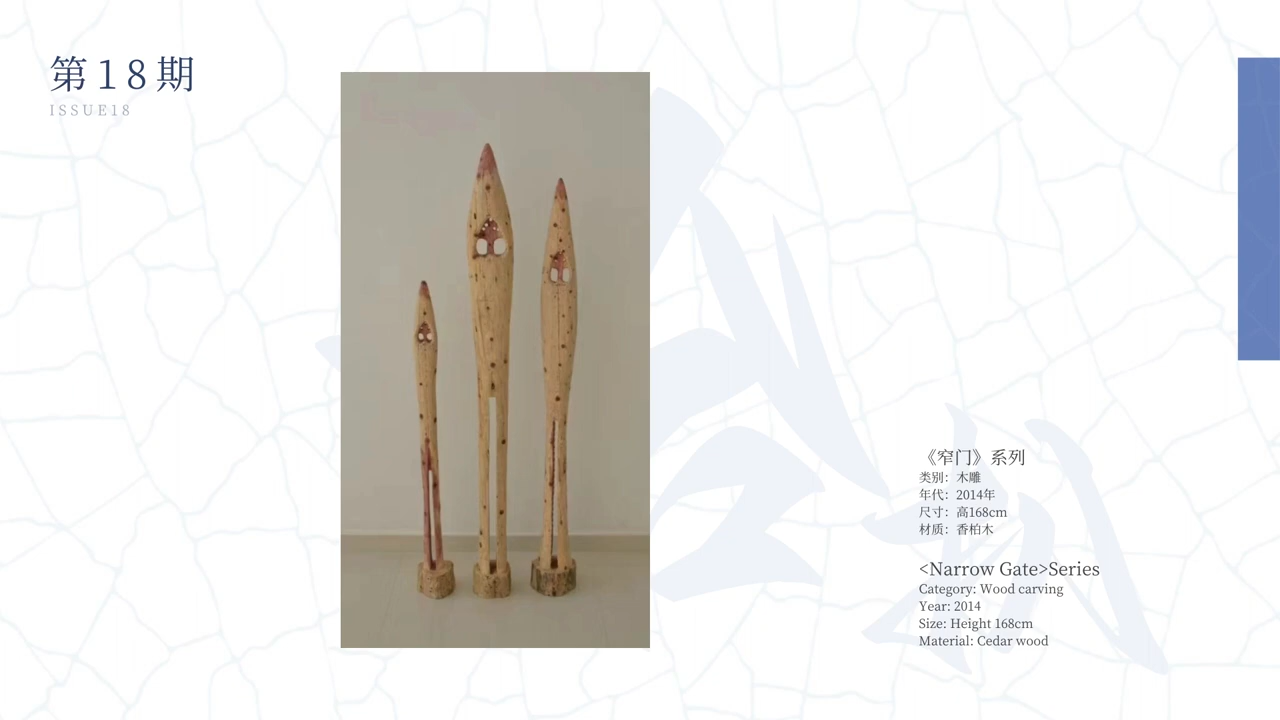 第18期
ISSUE18
《窄门》系列
类别：木雕
年代：2014年
尺寸：高168cm
材质：香柏木
<Narrow Gate>Series
Category: Wood carving
Year: 2014
Size: Height 168cm
Material: Cedar wood